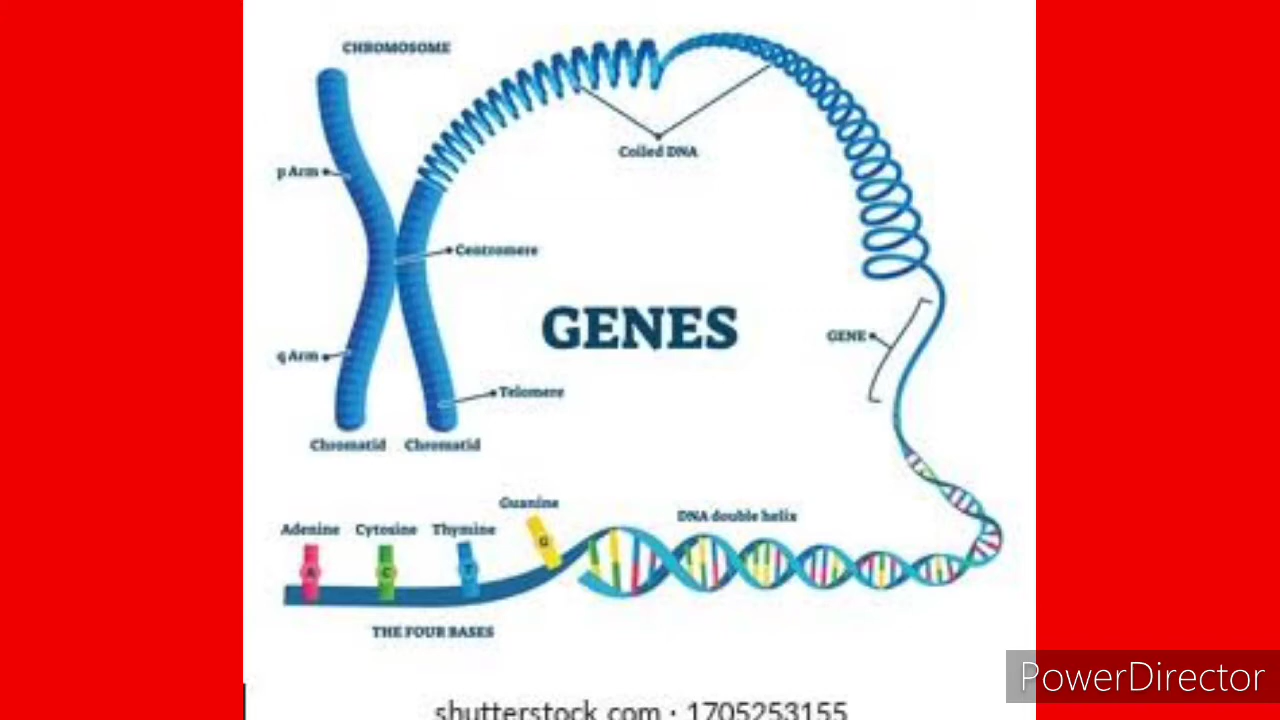 CHROMOSOME
Coiled DNA
p Arm
Centromere
GENES
GENE
q Arm
Telomere
Chromatid Chromatid
Guanine
Adenine Cytosine Thymine
DNA double helix
G
A C T
THE FOUR BASES
PowerDirector
shutterstock.com · 1705253155